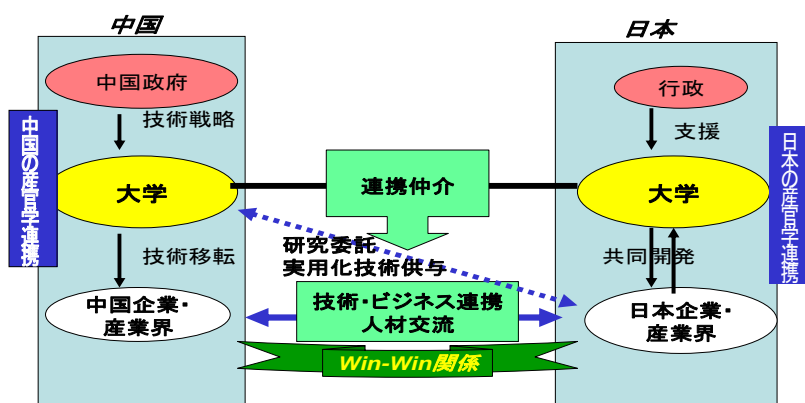 中国
日本
中国政府
行政
技術戦略
支援
中国の産官学連携
日本の産官学連携
大学
連携仲介
大学
研究委託
実用化技術供与
技術移転
共同開発
中国企業・
産業界
技術・ビジネス連携
人材交流
日本企業・
産業界
Win-Win関係